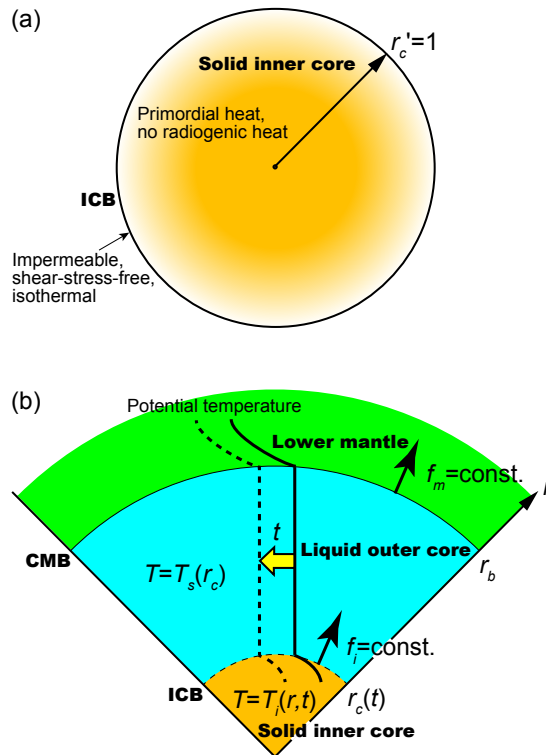 (a)
r_c'=1
Solid inner core
Primordial heat,
no radiogenic heat
ICB
Impermeable,
shear-stress-free,
isothermal
(b)
Potential temperature
Lower mantle
f_m=const.
r
t
Liquid outer core
CMB
r_b
T=T_s(r_c)
f_i=const.
ICB
T=T_i(r,t)
r_c(t)
Solid inner core